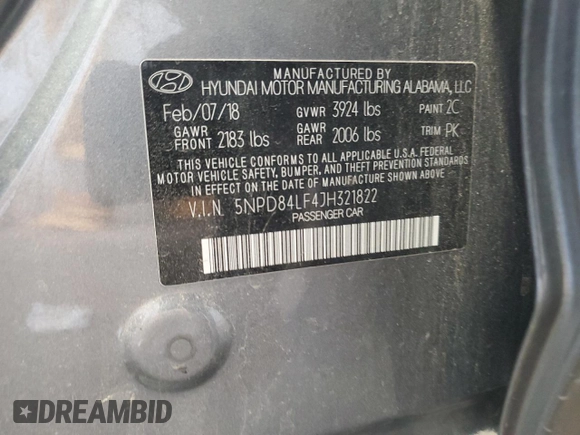 MANUFACTURED BY
HYUNDAI MOTOR MANUFACTURING ALABAMA, LLC
Feb/07/18 GVWR 3924 lbs PAINT 2C
GAWR FRONT 2183 lbs GAWR REAR 2006 lbs TRIM PK
THIS VEHICLE CONFORMS TO ALL APPLICABLE U.S.A. FEDERAL
MOTOR VEHICLE SAFETY, BUMPER, AND THEFT PREVENTION STANDARDS
IN EFFECT ON THE DATE OF MANUFACTURE SHOWN ABOVE.
V.I.N 5NPD84LF4JH321822
PASSENGER CAR
DREAMBID